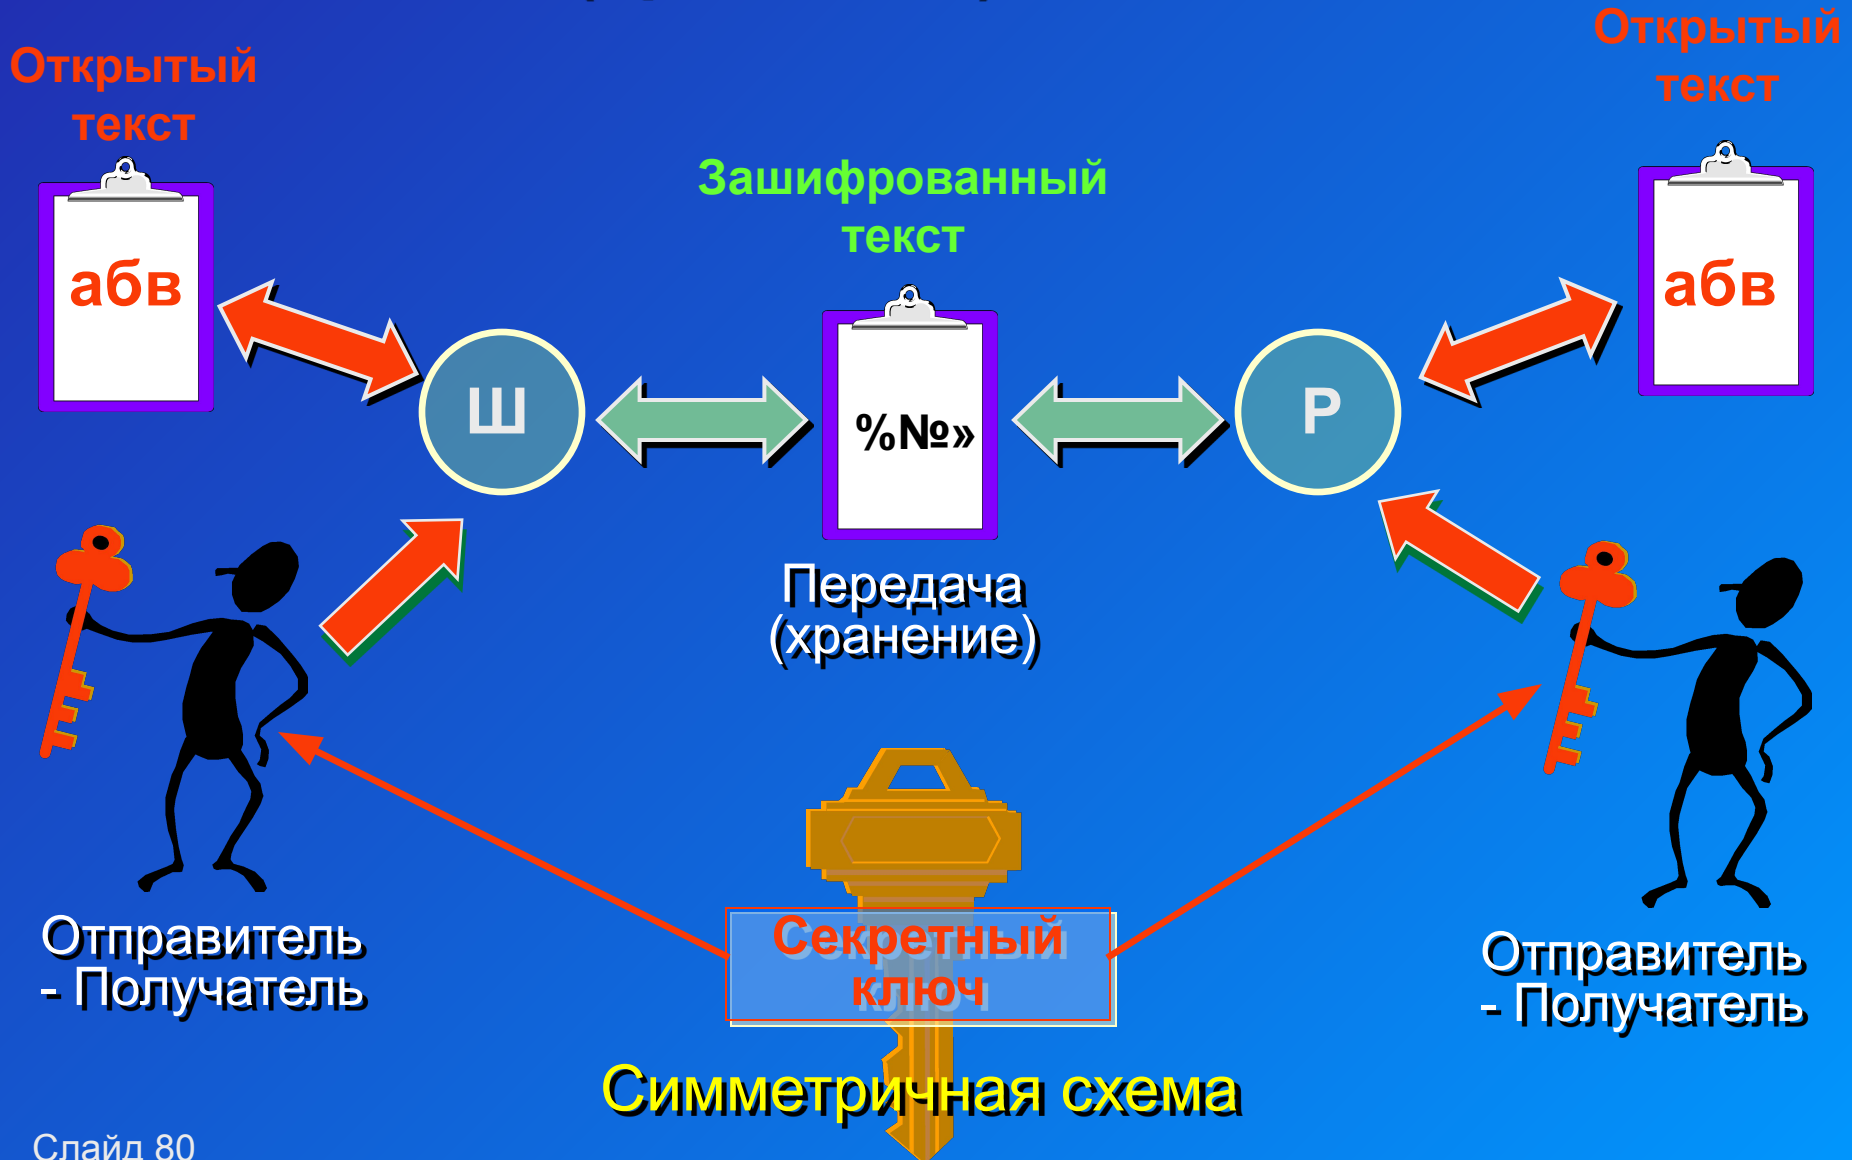 Открытый
текст
Открытый
текст
Зашифрованный
текст
абв
абв
Ш
%№»
Р
Передача
(хранение)
Отправитель
- Получатель
Секретный
ключ
Отправитель
- Получатель
Симметричная схема
Слайд 80